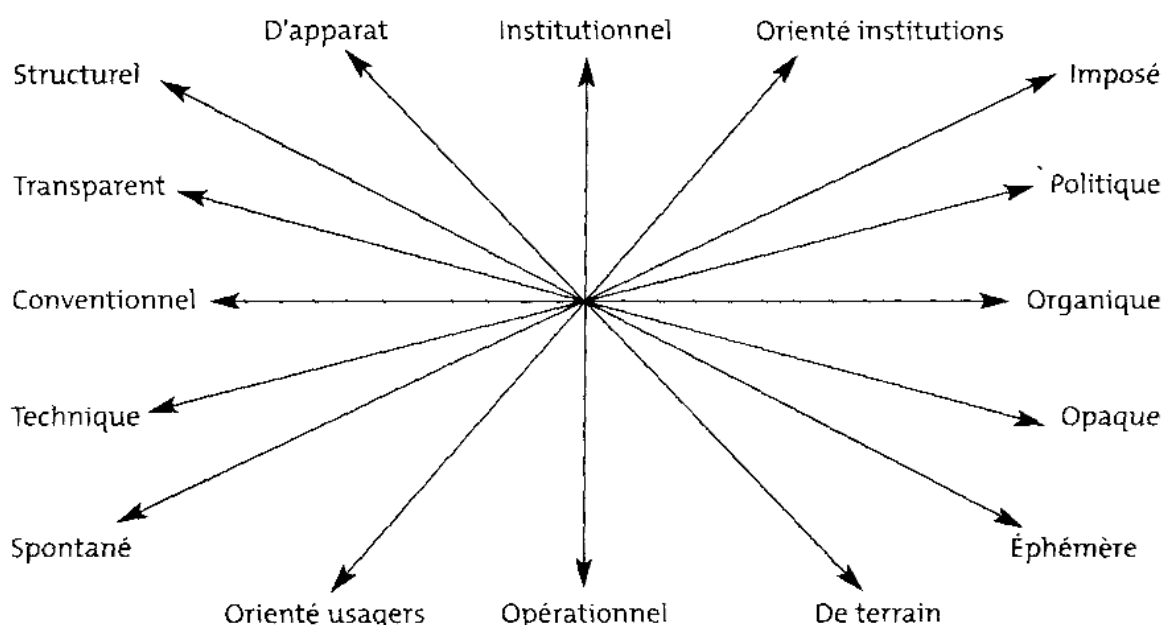 D'apparat Institutionnel Orienté institutions
Structurel Imposé
Transparent Politique
Conventionnel Organique
Technique Opaque
Spontané Éphémère
Orienté usagers Opérationnel De terrain